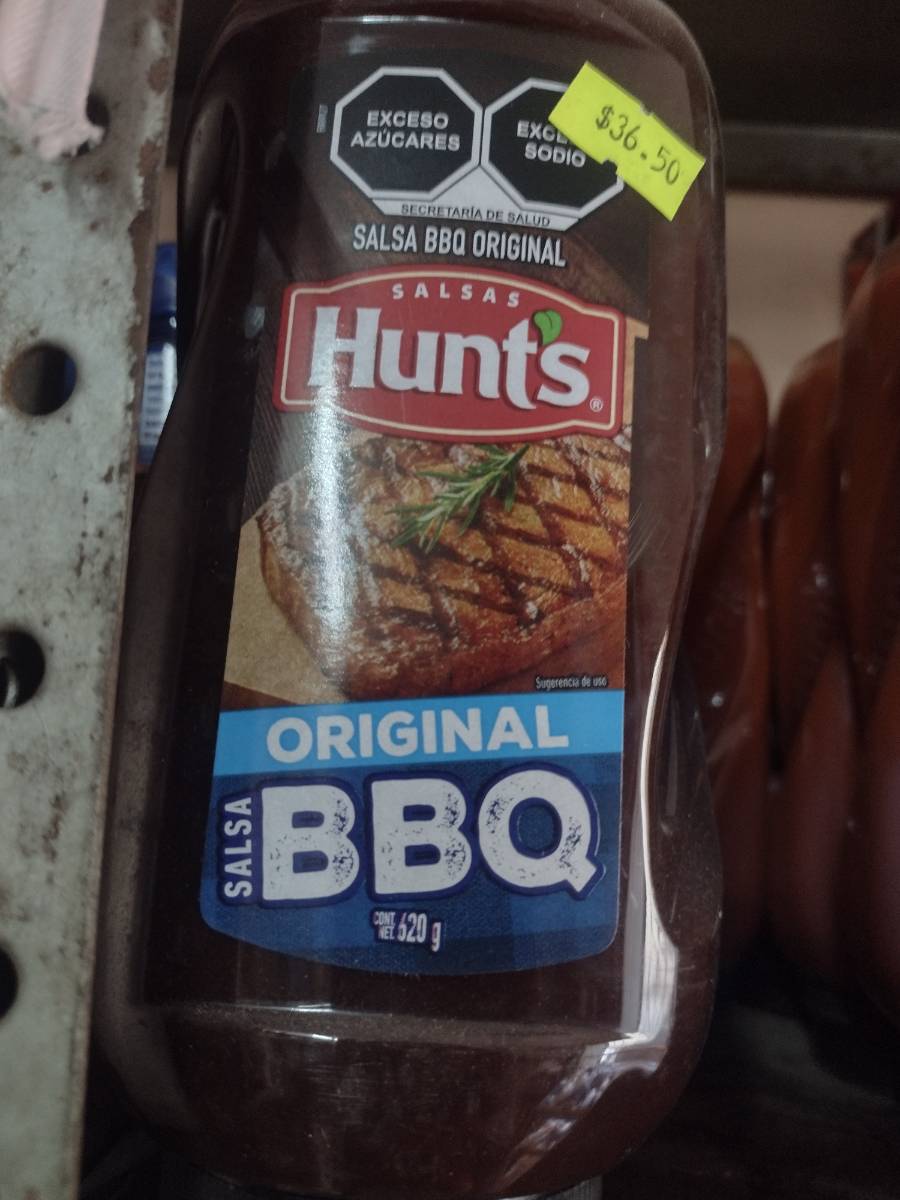 EXCESO
AZÚCARES
EXCE
SODIO
$36.50
SECRETARÍA DE SALUD
SALSA BBQ ORIGINAL
SALSAS
Hunt's®
Sugerencia de uso
ORIGINAL
SALSA
BBQ
CONT.
NET. 620 g